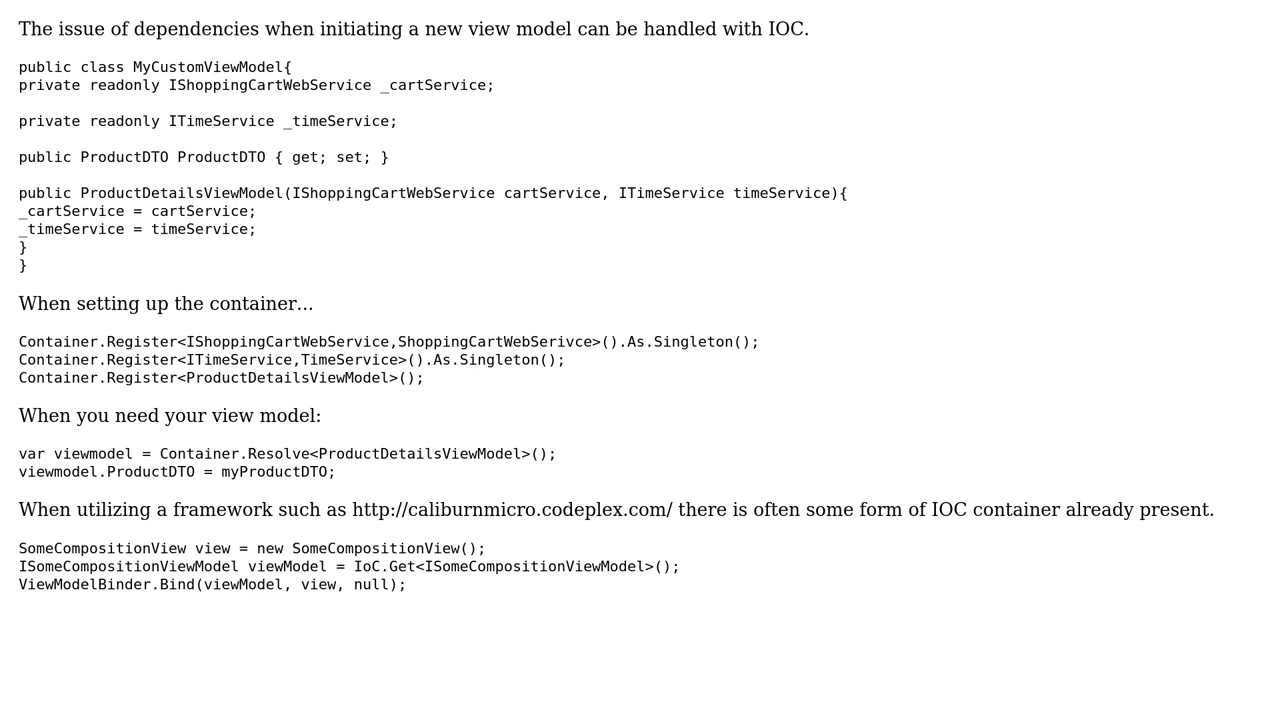 The issue of dependencies when initiating a new view model can be handled with IOC.
public class MyCustomViewModel{
private readonly IShoppingCartWebService _cartService;
private readonly ITimeService _timeService;
public ProductDTO ProductDTO { get; set; }
public ProductDetailsViewModel(IShoppingCartWebService cartService, ITimeService timeService){
_cartService = cartService;
_timeService = timeService;
}
}
When setting up the container...
Container.Register<IShoppingCartWebService,ShoppingCartWebSerivce>().As.Singleton();
Container.Register<ITimeService,TimeService>().As.Singleton();
Container.Register<ProductDetailsViewModel>();
When you need your view model:
var viewmodel = Container.Resolve<ProductDetailsViewModel>();
viewmodel.ProductDTO = myProductDTO;
When utilizing a framework such as http://caliburnmicro.codeplex.com/ there is often some form of IOC container already present.
SomeCompositionView view = new SomeCompositionView();
ISomeCompositionViewModel viewModel = IoC.Get<ISomeCompositionViewModel>();
ViewModelBinder.Bind(viewModel, view, null);